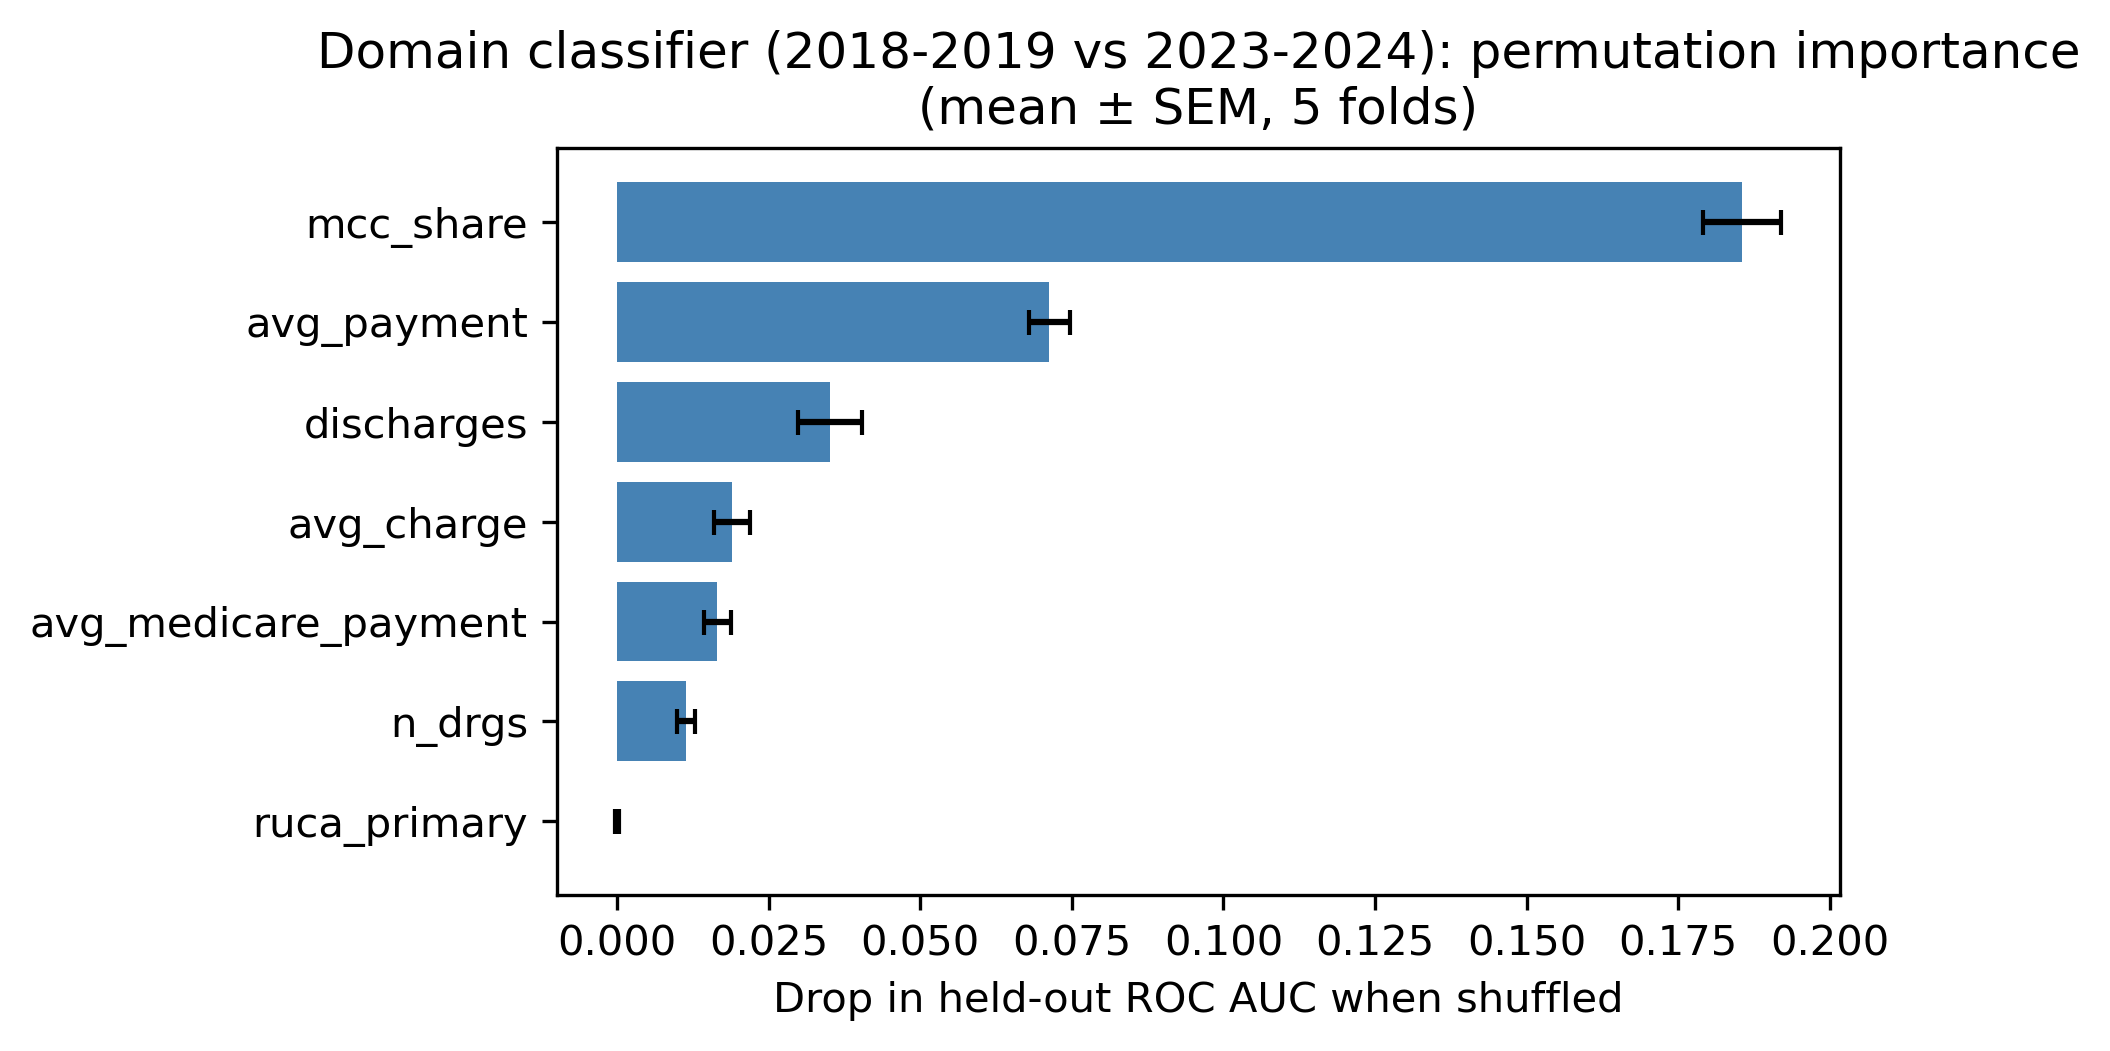 Domain classifier (2018-2019 vs 2023-2024): permutation importance
(mean ± SEM, 5 folds)
mcc_share
avg_payment
discharges
avg_charge
avg_medicare_payment
n_drgs
ruca_primary
0.000 0.025 0.050 0.075 0.100 0.125 0.150 0.175 0.200
Drop in held-out ROC AUC when shuffled